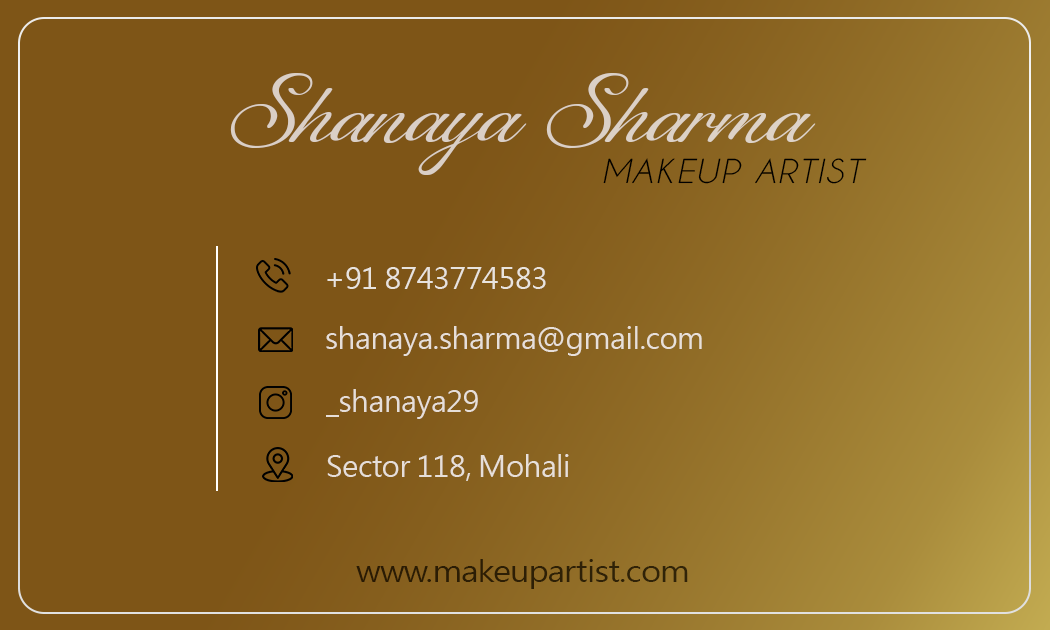 Shanaya Sharma
MAKEUP ARTIST
+91 8743774583
shanaya.sharma@gmail.com
_shanaya29
Sector 118, Mohali
www.makeupartist.com